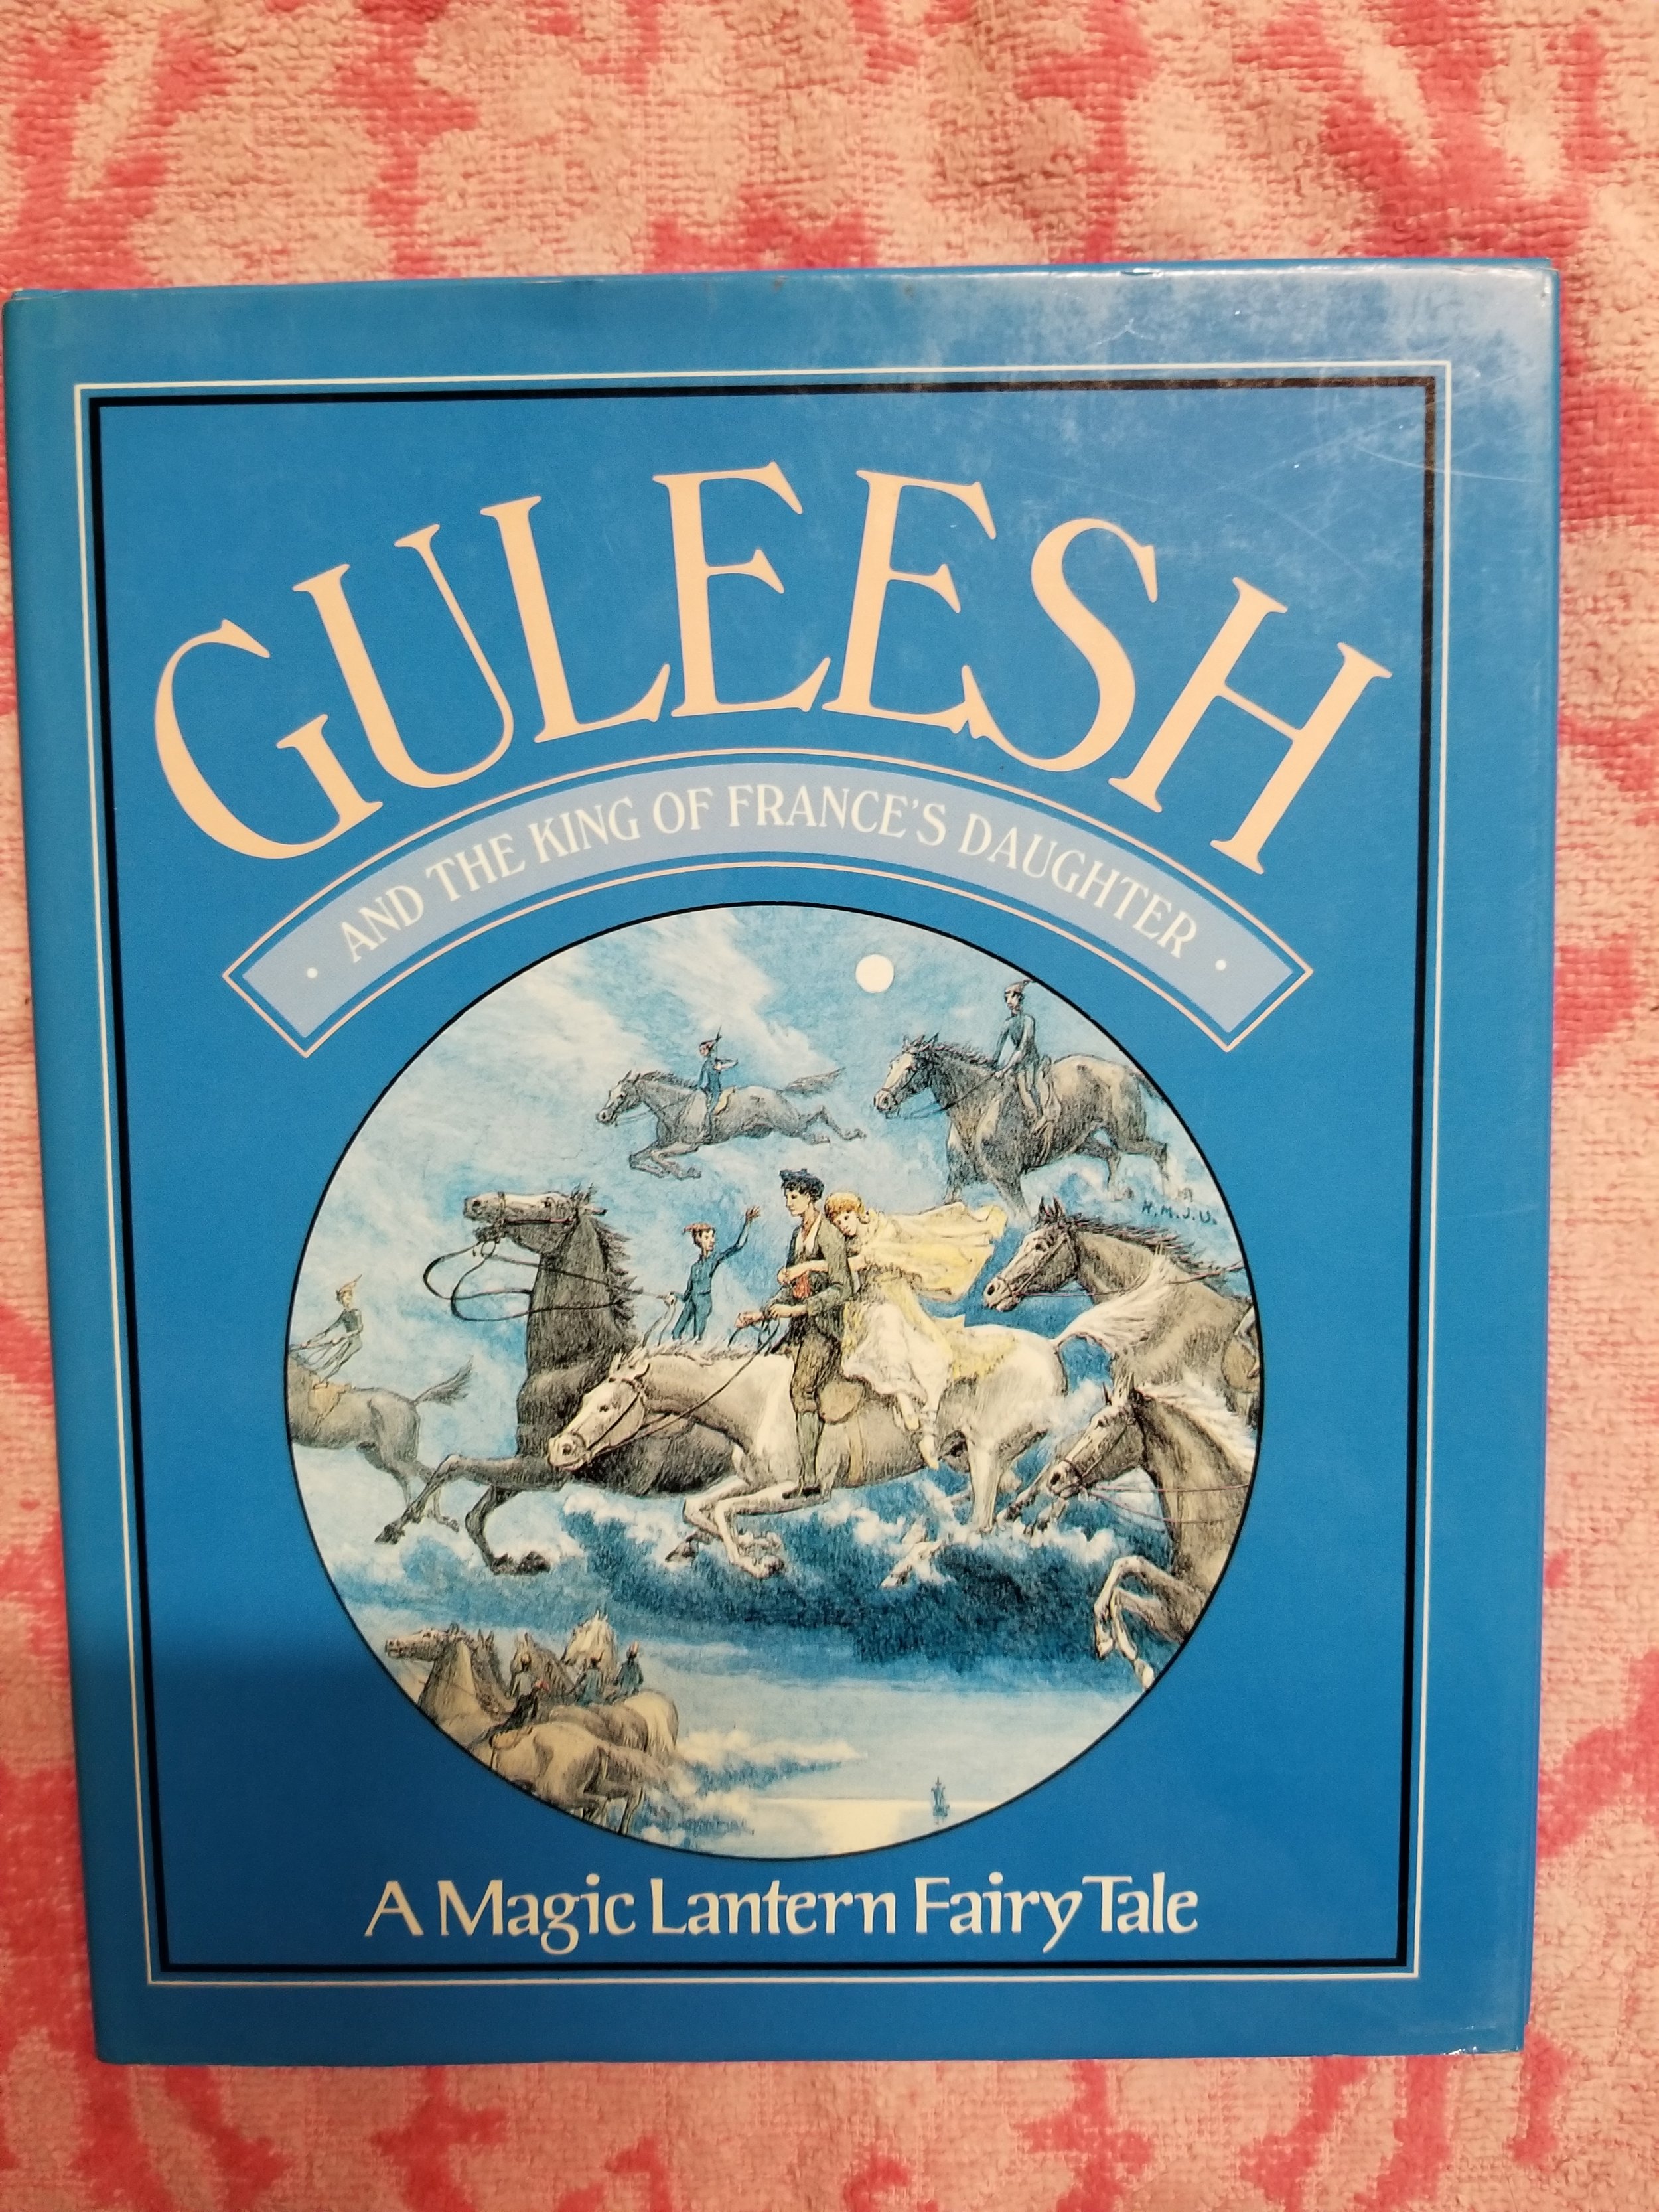 GULEESH
· AND THE KING OF FRANCE'S DAUGHTER ·
H.M.J.U.
A Magic Lantern Fairy Tale